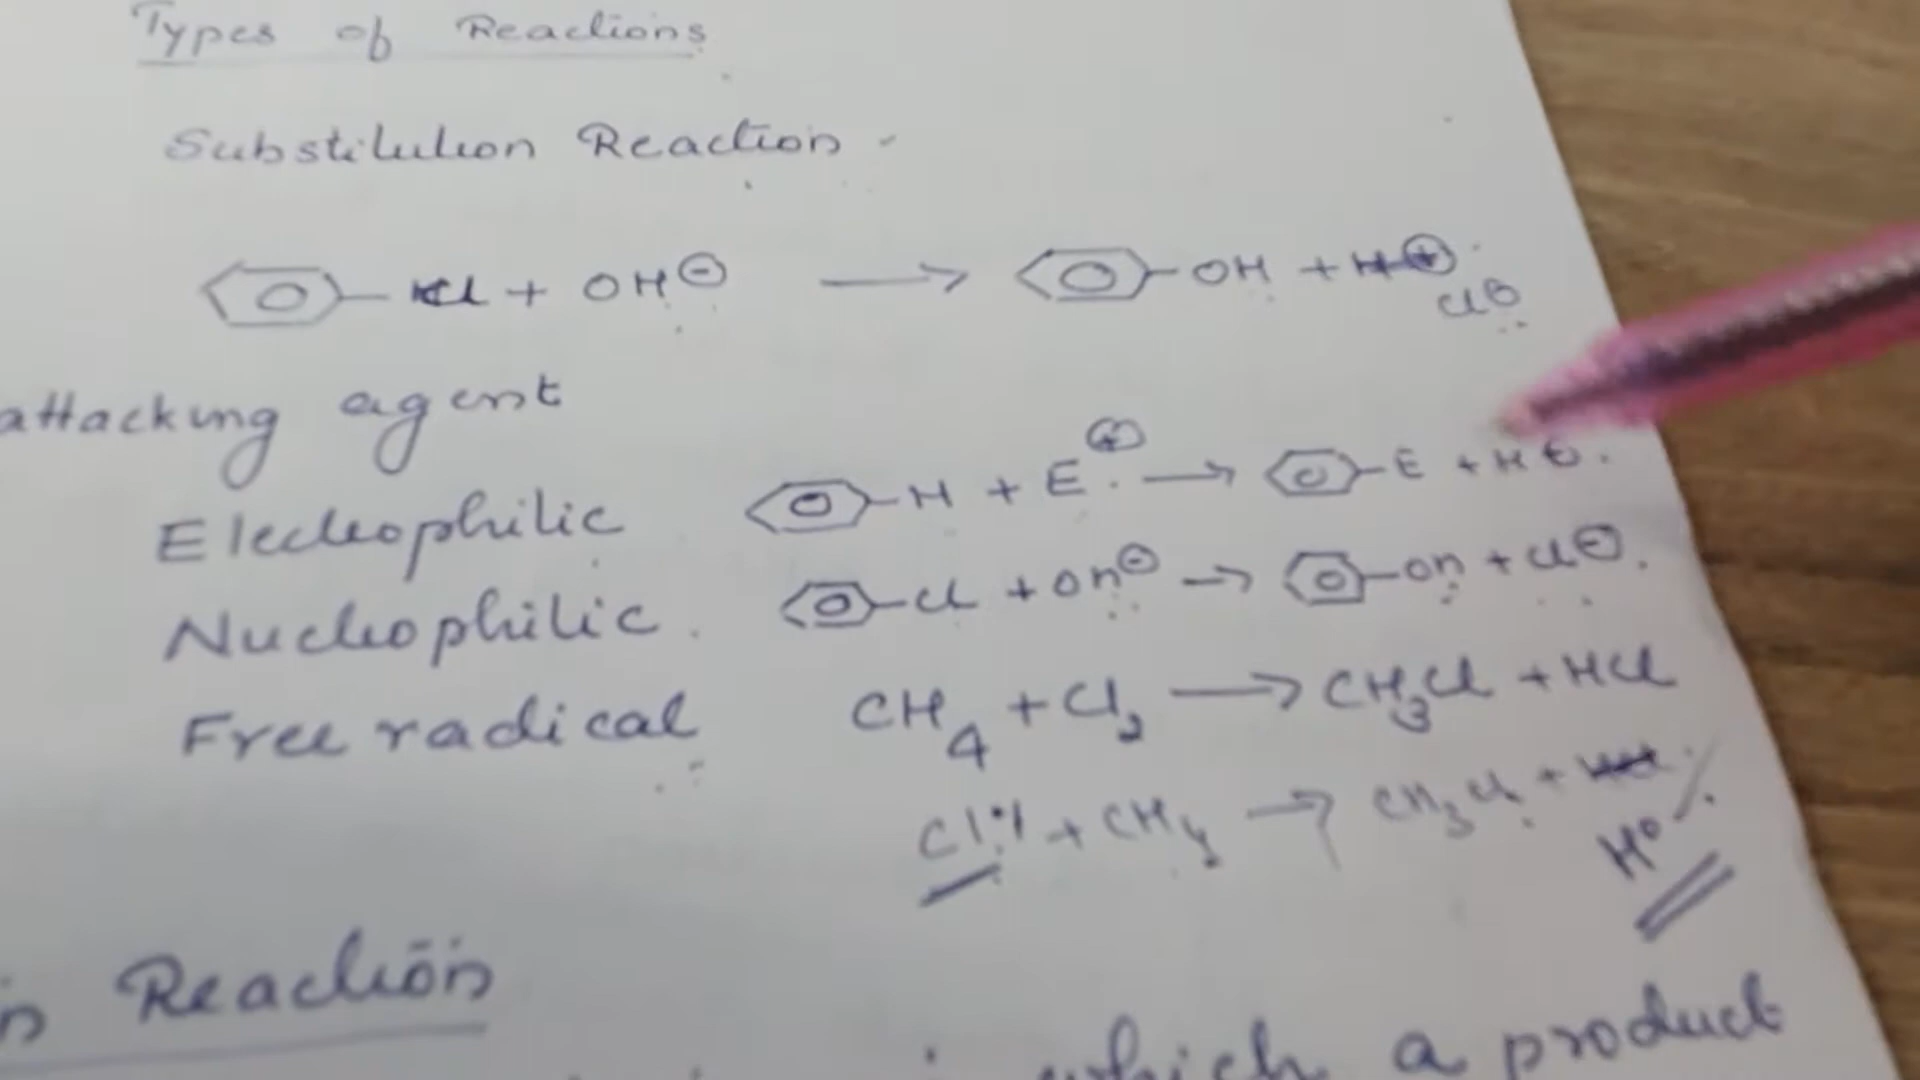 Types of Reactions
Substitution Reaction -
Cl + OH⊖ → OH + Cl⊖
attacking agent
Electrophilic H + E⊕ → E + H⊕.
Nucleophilic. Cl + OH⊖ → OH + Cl⊖.
Free radical CH4 + Cl2 → CH3Cl + HCl
Cl• + CH4 → CH3Cl +
H•
n Reaction
which a product